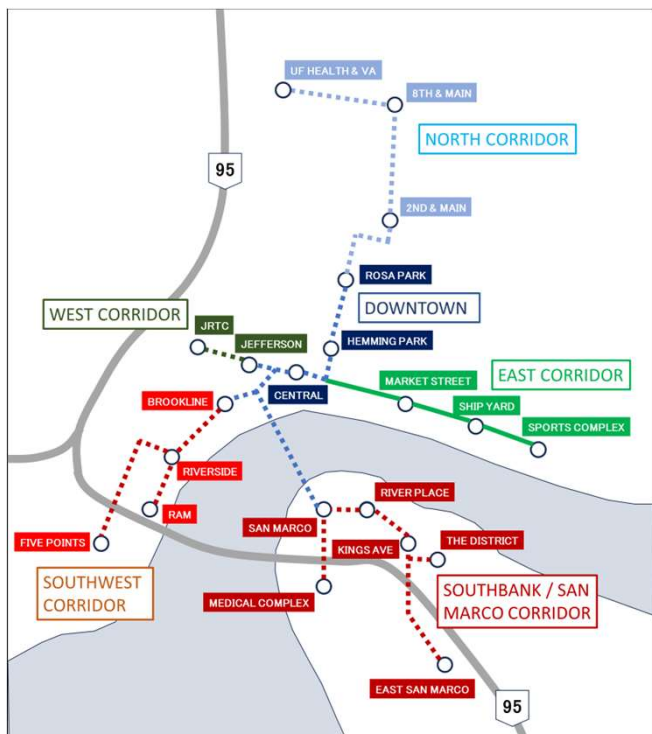 UF HEALTH & VA
8TH & MAIN
NORTH CORRIDOR
95
2ND & MAIN
ROSA PARK
DOWNTOWN
WEST CORRIDOR
JRTC
JEFFERSON
HEMMING PARK
EAST CORRIDOR
MARKET STREET
CENTRAL
BROOKLINE
SHIP YARD
SPORTS COMPLEX
RIVERSIDE
RIVER PLACE
RAM
SAN MARCO
FIVE POINTS
KINGS AVE
THE DISTRICT
SOUTHWEST
CORRIDOR
MEDICAL COMPLEX
SOUTHBANK / SAN
MARCO CORRIDOR
EAST SAN MARCO
95